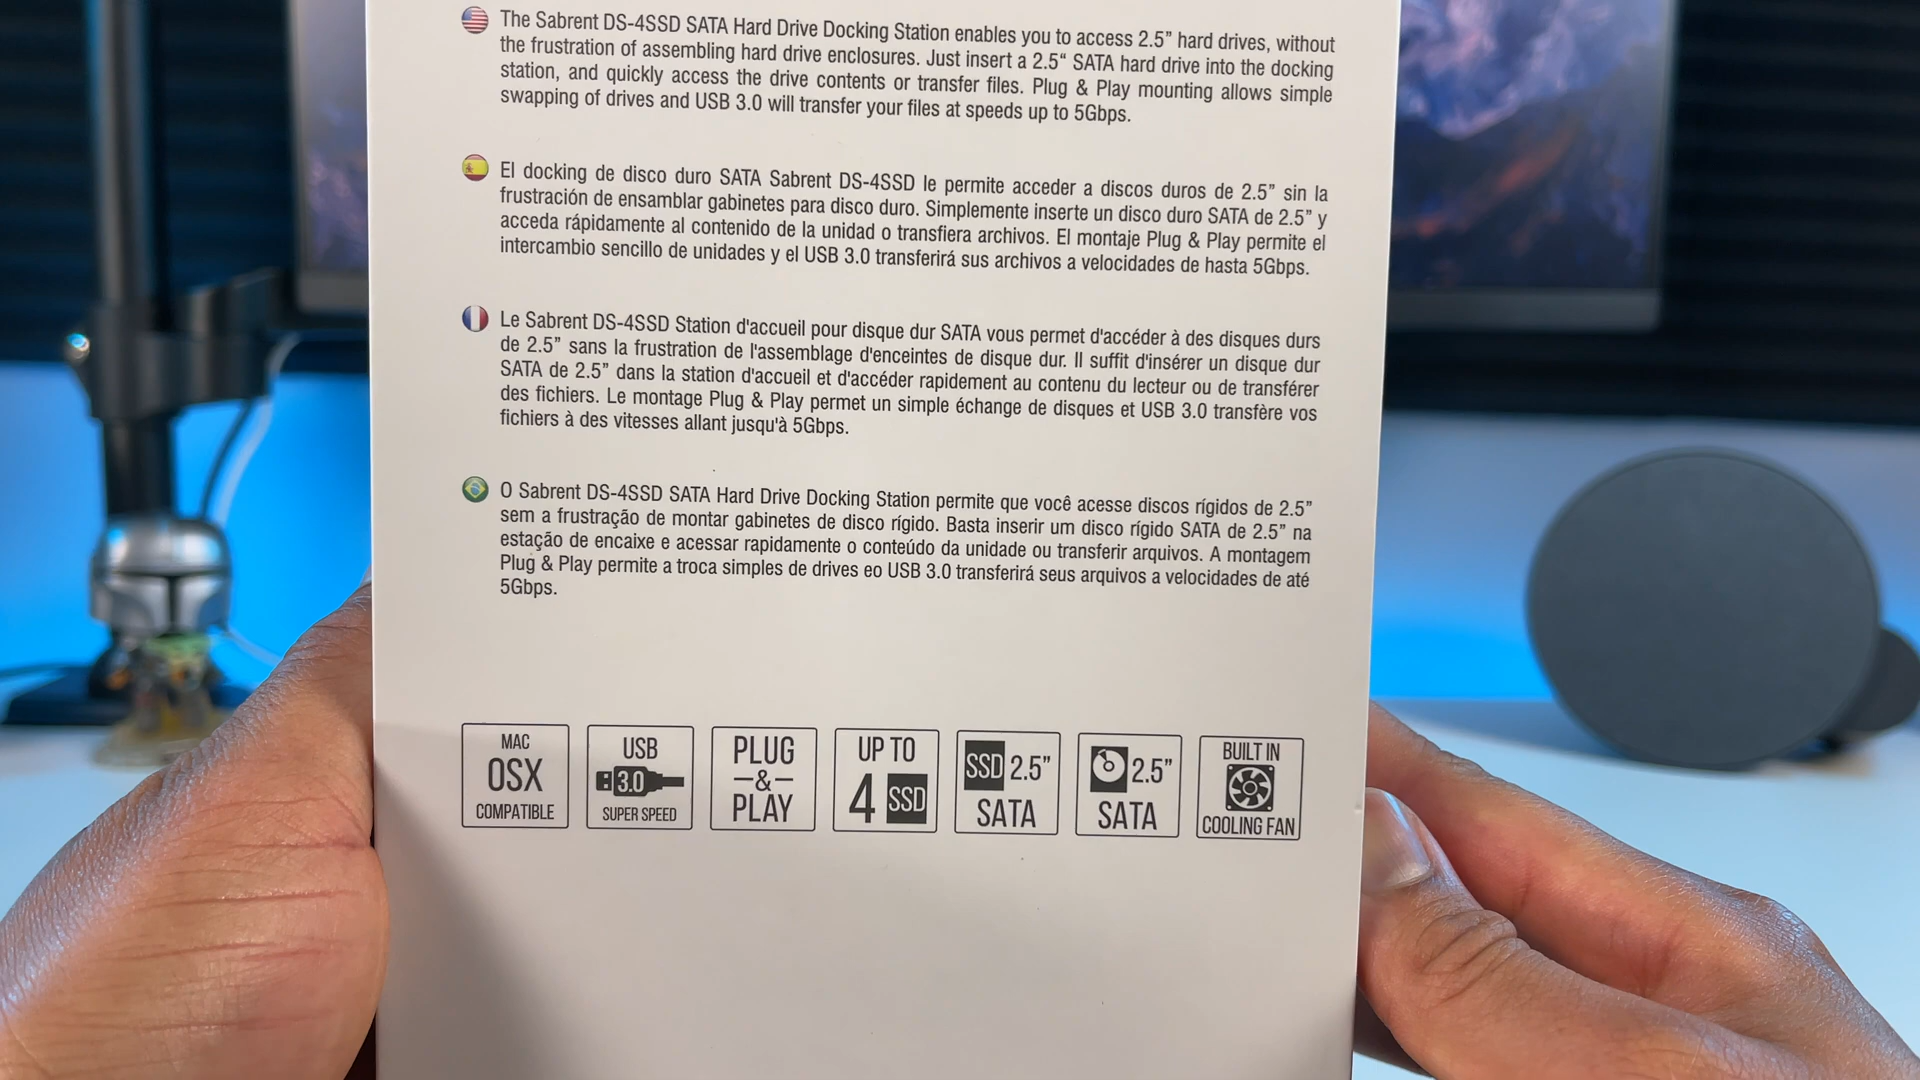 The Sabrent DS-4SSD SATA Hard Drive Docking Station enables you to access 2.5” hard drives, without
the frustration of assembling hard drive enclosures. Just insert a 2.5“ SATA hard drive into the docking
station, and quickly access the drive contents or transfer files. Plug & Play mounting allows simple
swapping of drives and USB 3.0 will transfer your files at speeds up to 5Gbps.
El docking de disco duro SATA Sabrent DS-4SSD le permite acceder a discos duros de 2.5” sin la
frustración de ensamblar gabinetes para disco duro. Simplemente inserte un disco duro SATA de 2.5” y
acceda rápidamente al contenido de la unidad o transfiera archivos. El montaje Plug & Play permite el
intercambio sencillo de unidades y el USB 3.0 transferirá sus archivos a velocidades de hasta 5Gbps.
Le Sabrent DS-4SSD Station d'accueil pour disque dur SATA vous permet d'accéder à des disques durs
de 2.5” sans la frustration de l'assemblage d'enceintes de disque dur. Il suffit d'insérer un disque dur
SATA de 2.5” dans la station d'accueil et d'accéder rapidement au contenu du lecteur ou de transférer
des fichiers. Le montage Plug & Play permet un simple échange de disques et USB 3.0 transfère vos
fichiers à des vitesses allant jusqu'à 5Gbps.
O Sabrent DS-4SSD SATA Hard Drive Docking Station permite que você acesse discos rígidos de 2.5”
sem a frustração de montar gabinetes de disco rígido. Basta inserir um disco rígido SATA de 2.5” na
estação de encaixe e acessar rapidamente o conteúdo da unidade ou transferir arquivos. A montagem
Plug & Play permite a troca simples de drives eo USB 3.0 transferirá seus arquivos a velocidades de até
5Gbps.
MAC
OSX
COMPATIBLE
USB
3.0
SUPER SPEED
PLUG
&
PLAY
UP TO
4 SSD
SSD 2.5”
SATA
2.5”
SATA
BUILT IN
COOLING FAN